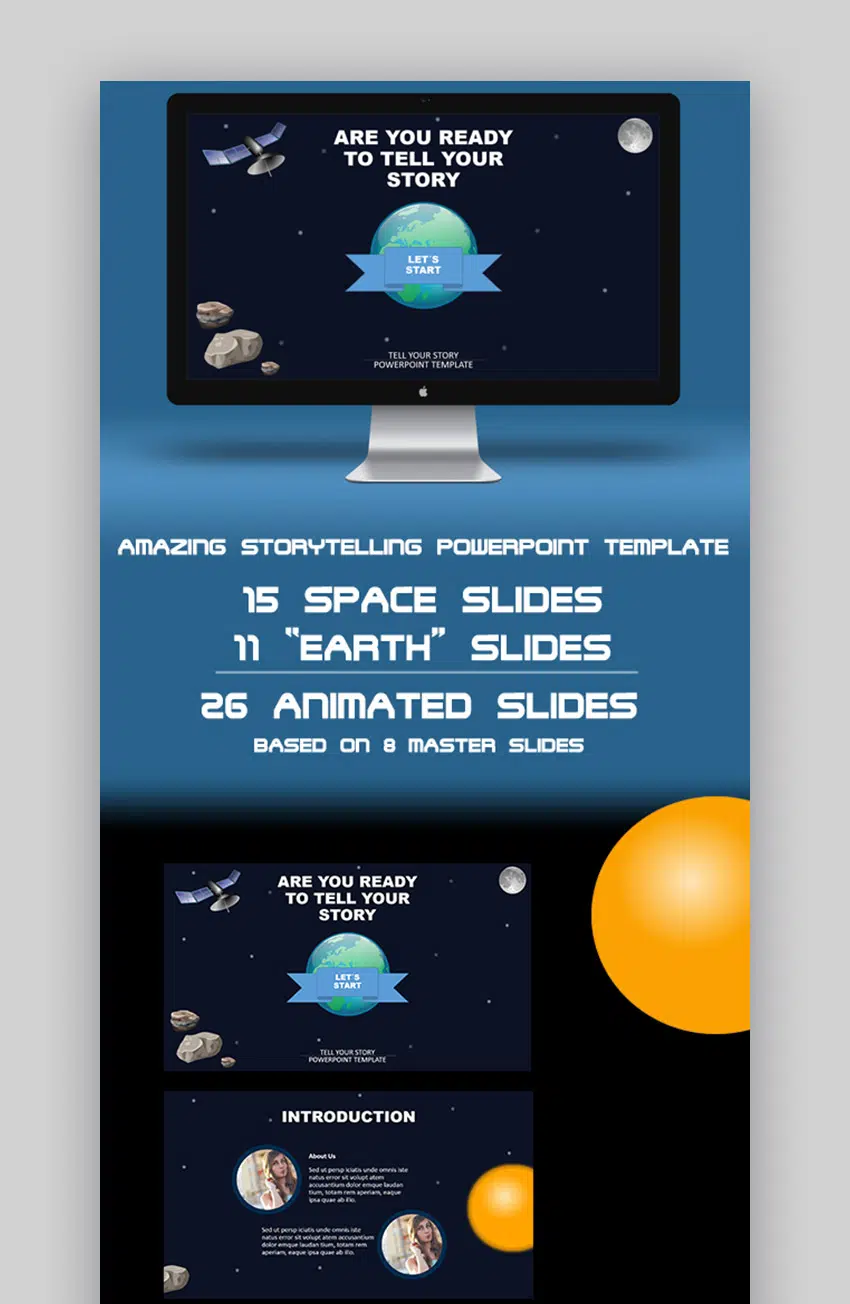 ARE YOU READY
TO TELL YOUR
STORY
LET´S
START
TELL YOUR STORY
POWERPOINT TEMPLATE
AMAZING STORYTELLING POWERPOINT TEMPLATE
15 SPACE SLIDES
11 “EARTH” SLIDES
26 ANIMATED SLIDES
BASED ON 8 MASTER SLIDES
ARE YOU READY
TO TELL YOUR
STORY
LET´S
START
TELL YOUR STORY
POWERPOINT TEMPLATE
INTRODUCTION
About Us
Sed ut persp iciatis unde omnis iste
natus error sit volupt atem
accusantium dolor emque laudan
tium, totam rem aperiam, eaque
ipsa quae ab illo.
Sed ut persp iciatis unde omnis iste
natus error sit volupt atem accusantium
dolor emque laudan tium, totam rem
aperiam, eaque ipsa quae ab illo.